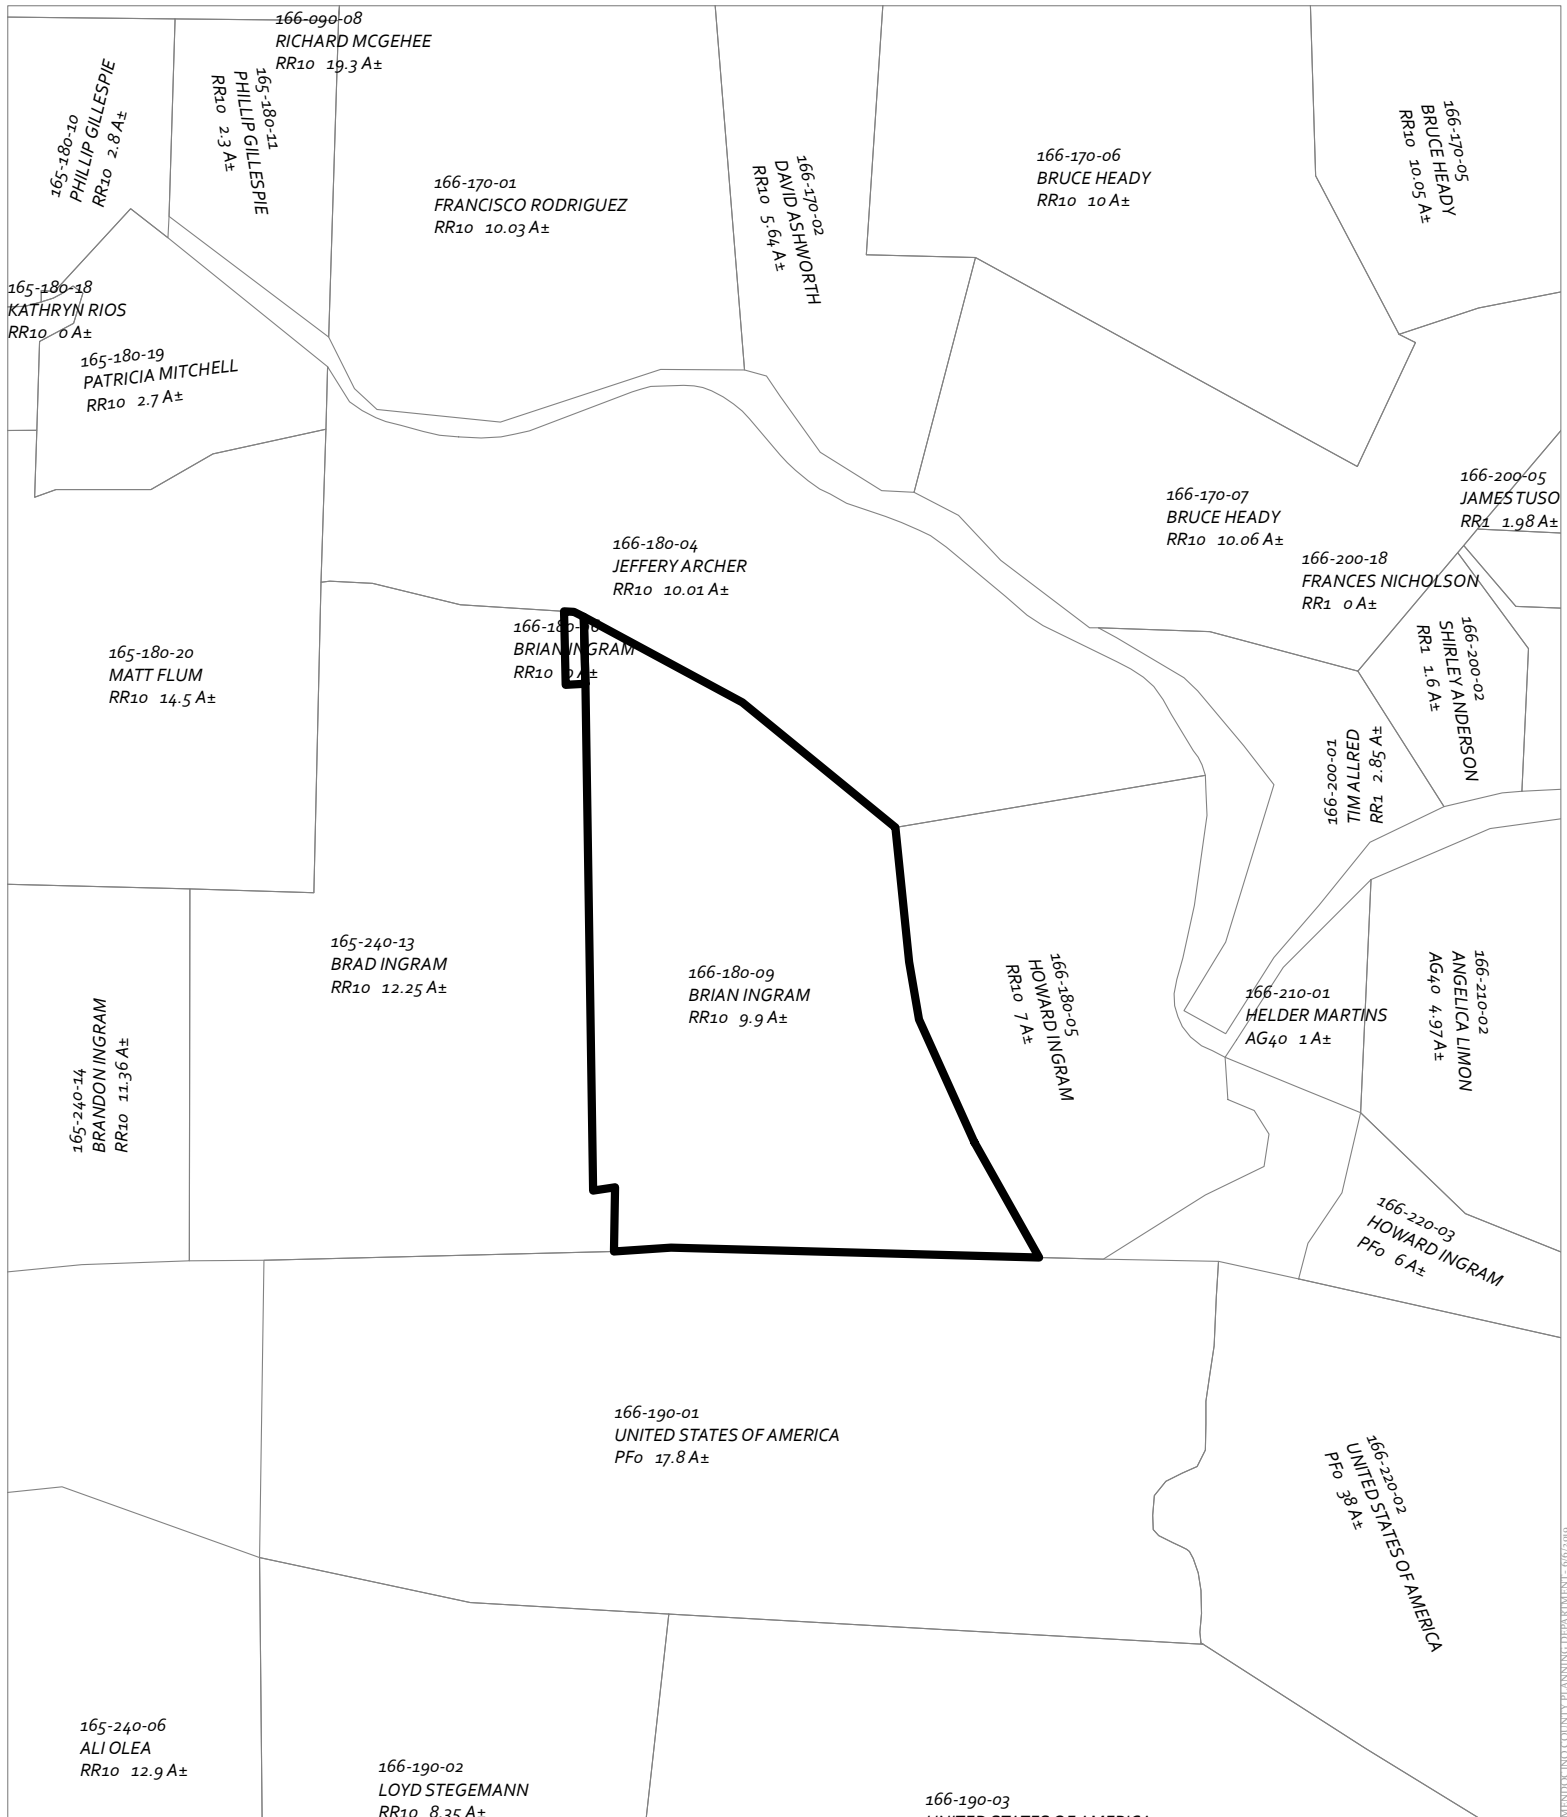 166-090-08
RICHARD MCGEHEE
RR10 19.3 A±
165-180-10
PHILLIP GILLESPIE
RR10 2.8 A±
165-180-11
PHILLIP GILLESPIE
RR10 2.3 A±
166-170-01
FRANCISCO RODRIGUEZ
RR10 10.03 A±
166-170-02
DAVID ASHWORTH
RR10 5.64 A±
166-170-06
BRUCE HEADY
RR10 10 A±
166-170-05
BRUCE HEADY
RR10 10.05 A±
165-180-18
KATHRYN RIOS
RR10 0 A±
165-180-19
PATRICIA MITCHELL
RR10 2.7 A±
166-170-07
BRUCE HEADY
RR10 10.06 A±
166-200-05
JAMES TUSO
RR1 1.98 A±
166-180-04
JEFFERY ARCHER
RR10 10.01 A±
166-200-18
FRANCES NICHOLSON
RR1 0 A±
BRIAN INGRAM
RR10 0 A±
165-180-20
MATT FLUM
RR10 14.5 A±
166-200-02
SHIRLEY ANDERSON
RR1 1.6 A±
166-200-01
TIM ALLRED
RR1 2.85 A±
165-240-13
BRAD INGRAM
RR10 12.25 A±
166-180-09
BRIAN INGRAM
RR10 9.9 A±
166-180-05
HOWARD INGRAM
RR10 7 A±
166-210-01
HELDER MARTINS
AG40 1 A±
166-210-02
ANGELICA LIMON
AG40 4.97 A±
165-240-14
BRANDON INGRAM
RR10 11.36 A±
166-220-03
HOWARD INGRAM
PF0 6 A±
166-190-01
UNITED STATES OF AMERICA
PF0 17.8 A±
166-220-02
UNITED STATES OF AMERICA
PF0 38 A±
165-240-06
ALI OLEA
RR10 12.9 A±
166-190-02
LOYD STEGEMANN
RR10 8.35 A±
166-190-03
UNITED STATES OF AMERICA